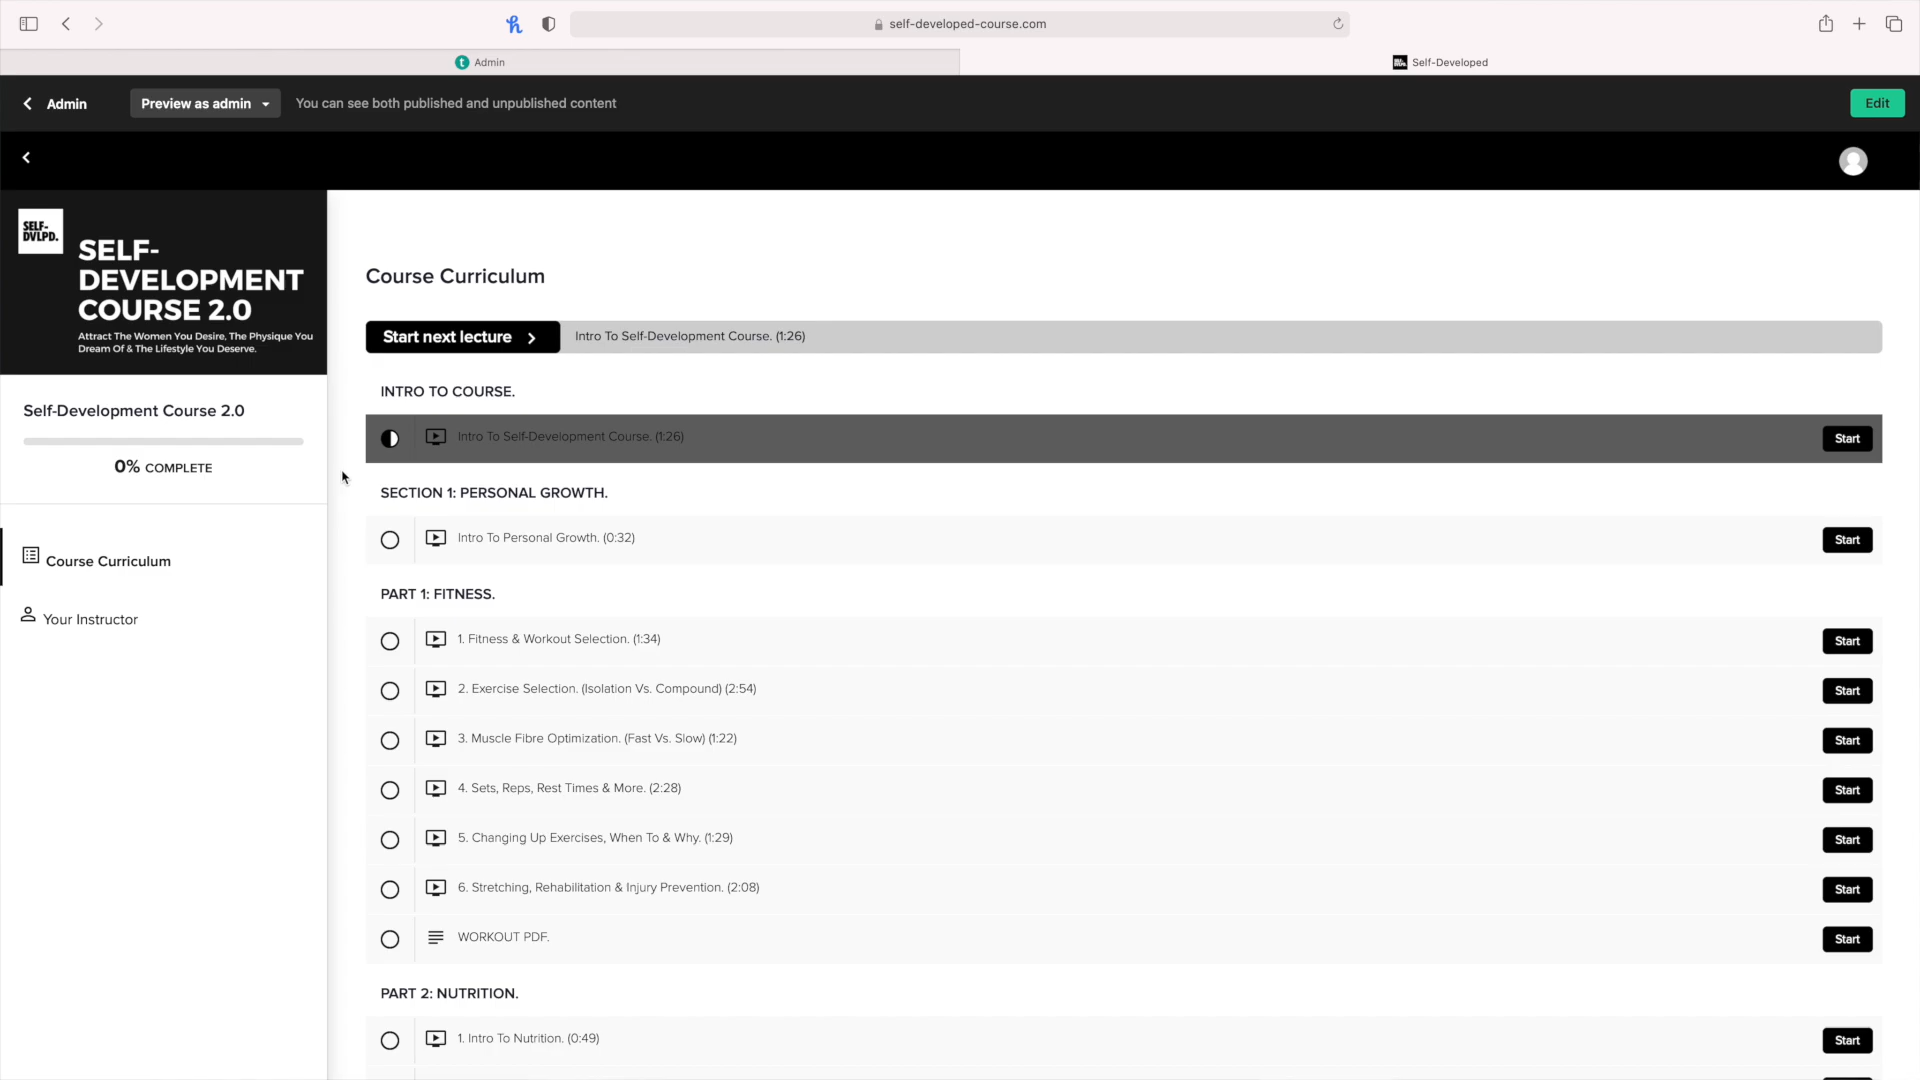 self-developed-course.com
Admin
Self-Developed
Admin
Preview as admin
You can see both published and unpublished content
Edit
SELF-
DVLPD.
SELF-
DEVELOPMENT
COURSE 2.0
Attract The Women You Desire, The Physique You
Dream Of & The Lifestyle You Deserve.
Self-Development Course 2.0
0% COMPLETE
Course Curriculum
Your Instructor
Course Curriculum
Start next lecture
Intro To Self-Development Course. (1:26)
INTRO TO COURSE.
Intro To Self-Development Course. (1:26)
Start
SECTION 1: PERSONAL GROWTH.
Intro To Personal Growth. (0:32)
Start
PART 1: FITNESS.
1. Fitness & Workout Selection. (1:34)
Start
2. Exercise Selection. (Isolation Vs. Compound) (2:54)
Start
3. Muscle Fibre Optimization. (Fast Vs. Slow) (1:22)
Start
4. Sets, Reps, Rest Times & More. (2:28)
Start
5. Changing Up Exercises, When To & Why. (1:29)
Start
6. Stretching, Rehabilitation & Injury Prevention. (2:08)
Start
WORKOUT PDF.
Start
PART 2: NUTRITION.
1. Intro To Nutrition. (0:49)
Start